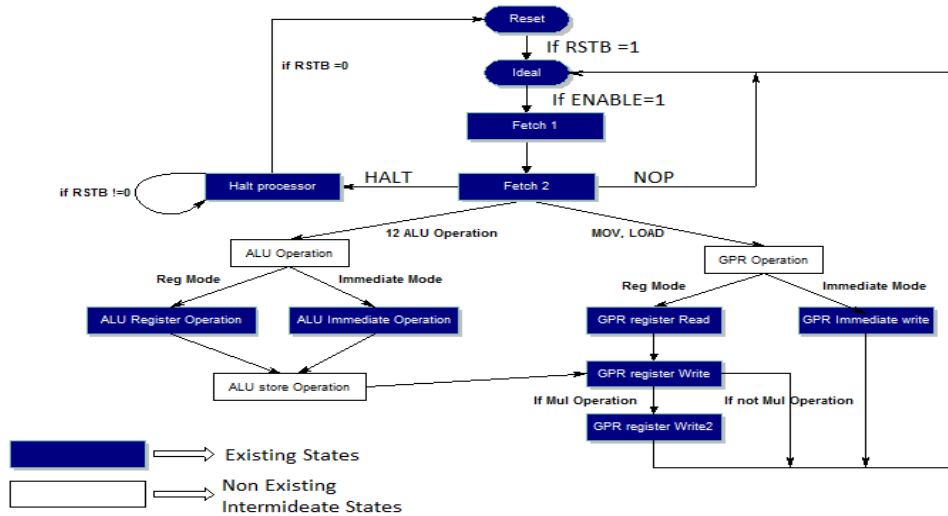 Reset
If RSTB =1
if RSTB =0
Ideal
If ENABLE=1
Fetch 1
HALT
NOP
Halt processor
Fetch 2
if RSTB !=0
12 ALU Operation
MOV, LOAD
ALU Operation
GPR Operation
Reg Mode
Immediate Mode
Reg Mode
Immediate Mode
ALU Register Operation
ALU Immediate Operation
GPR register Read
GPR Immediate write
ALU store Operation
GPR register Write
If Mul Operation
If not Mul Operation
GPR register Write2
Existing States
Non Existing
Intermideate States